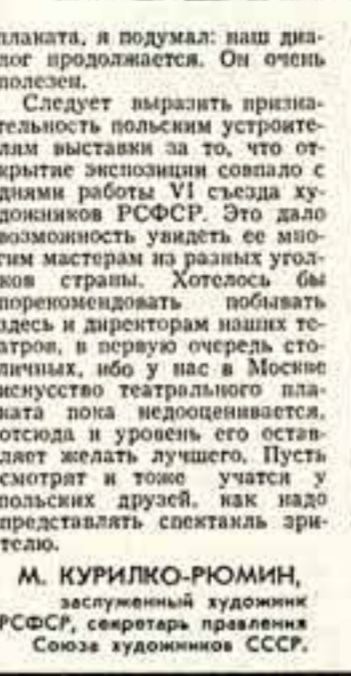 плаката, я подумал: наш диа-
лог продолжается. Он очень
полезен.
Следует выразить призна-
тельность польским устроите-
лям выставки за то, что от-
крытие экспозиции совпало с
днями работы VI съезда ху-
дожников РСФСР. Это дало
возможность увидеть ее мно-
гим мастерам из разных угол-
ков страны. Хотелось бы
порекомендовать побывать
здесь и директорам наших те-
атров, в первую очередь сто-
личных, ибо у нас в Москве
искусство театрального пла-
ката пока недооценивается,
отсюда и уровень его остав-
ляет желать лучшего. Пусть
смотрят и тоже учатся у
польских друзей, как надо
представлять спектакль зри-
телю.
М. КУРИЛКО-РЮМИН,
заслуженный художник
РСФСР, секретарь правления
Союза художников СССР.